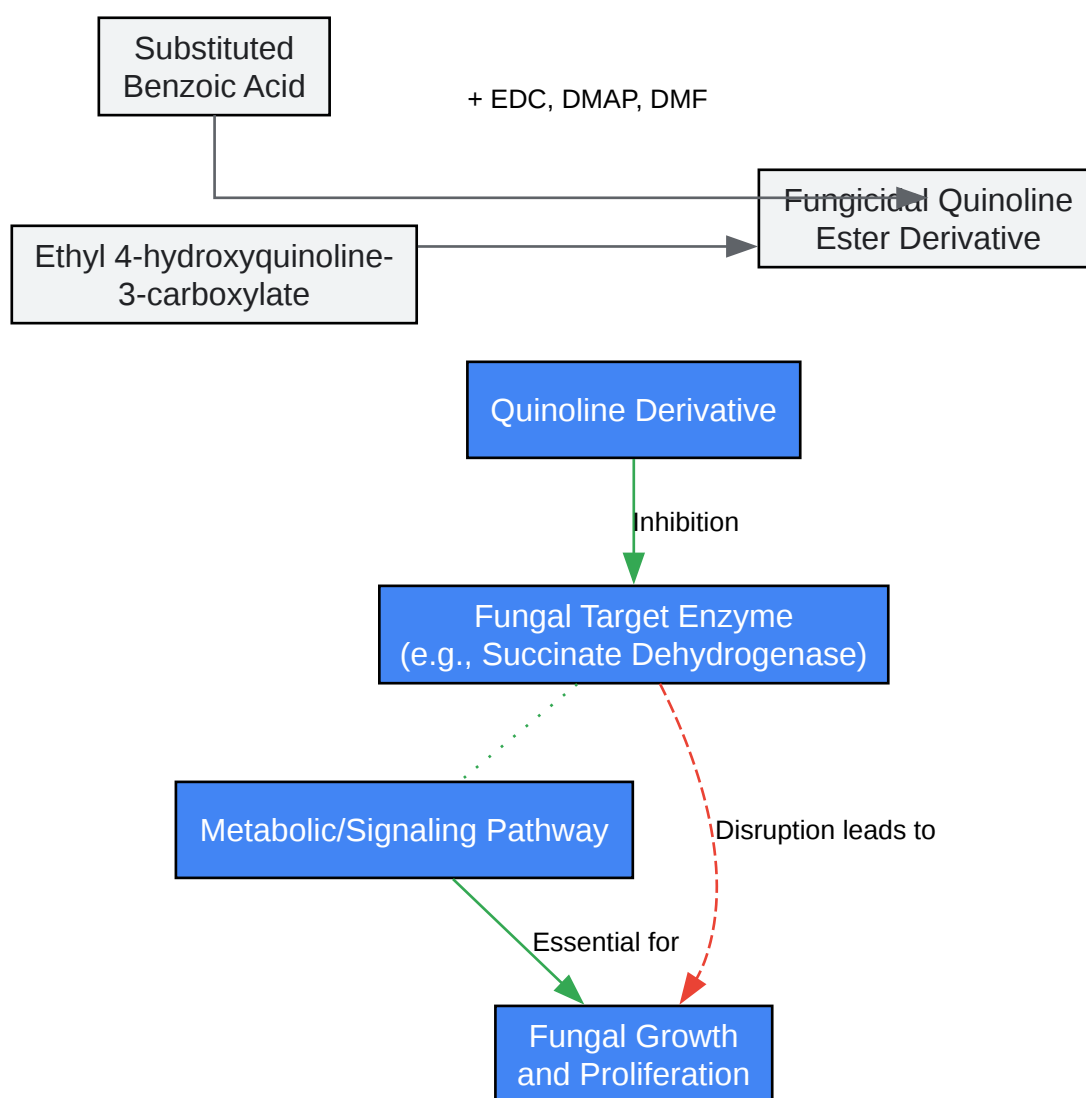 Substituted
Benzoic Acid
+ EDC, DMAP, DMF
Fungicidal Quinoline
Ester Derivative
Ethyl 4-hydroxyquinoline-
3-carboxylate
Quinoline Derivative
Inhibition
Fungal Target Enzyme
(e.g., Succinate Dehydrogenase)
Metabolic/Signaling Pathway
Disruption leads to
Essential for
Fungal Growth
and Proliferation